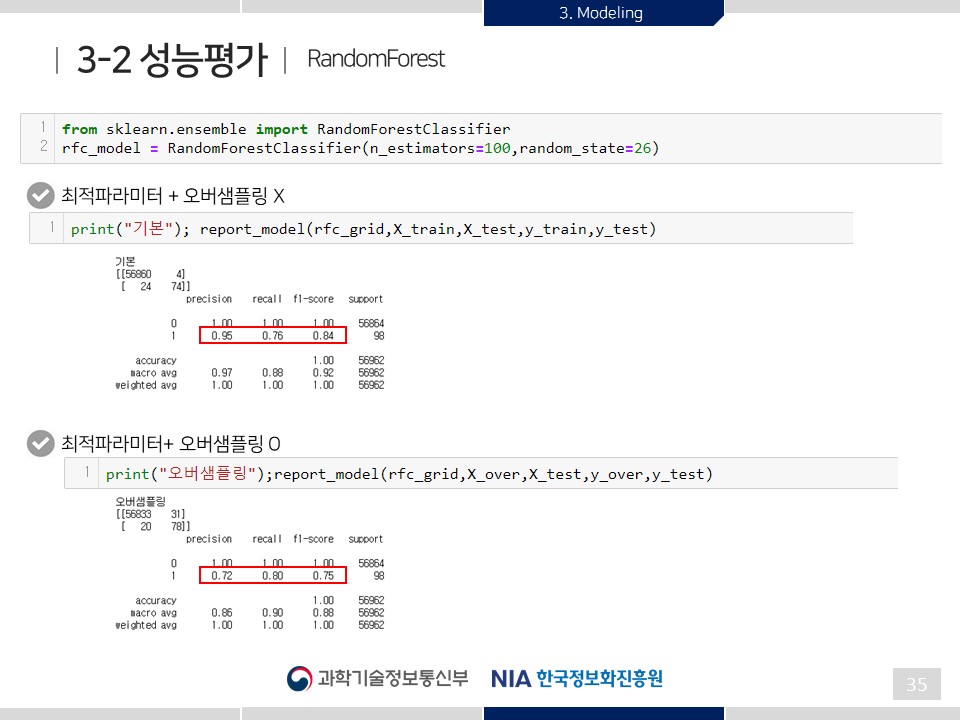 3. Modeling
3-2 성능평가 RandomForest
1 from sklearn.ensemble import RandomForestClassifier
2 rfc_model = RandomForestClassifier(n_estimators=100,random_state=26)
최적파라미터 + 오버샘플링 X
1 print("기본"); report_model(rfc_grid,X_train,X_test,y_train,y_test)
기본
[[56860 4]
[ 24 74]]
precision recall f1-score support
0 1.00 1.00 1.00 56864
1 0.95 0.76 0.84 98
accuracy 1.00 56962
macro avg 0.97 0.88 0.92 56962
weighted avg 1.00 1.00 1.00 56962
최적파라미터+ 오버샘플링 O
1 print("오버샘플링");report_model(rfc_grid,X_over,X_test,y_over,y_test)
오버샘플링
[[56833 31]
[ 20 78]]
precision recall f1-score support
0 1.00 1.00 1.00 56864
1 0.72 0.80 0.75 98
accuracy 1.00 56962
macro avg 0.86 0.90 0.88 56962
weighted avg 1.00 1.00 1.00 56962
과학기술정보통신부 NIA 한국정보화진흥원
35